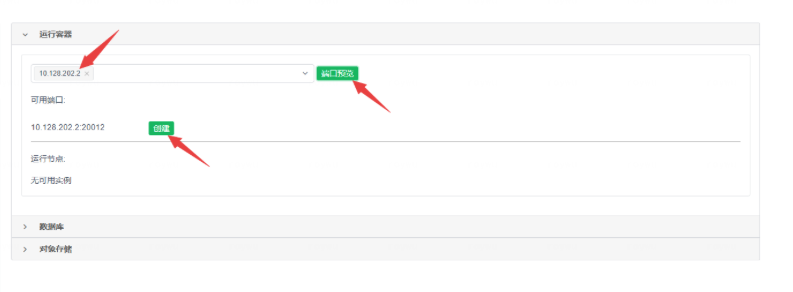 运行容器
10.128.202.2 ×
端口预览
可用端口:
10.128.202.2:20012 创建
运行节点:
无可用实例
数据库
对象存储